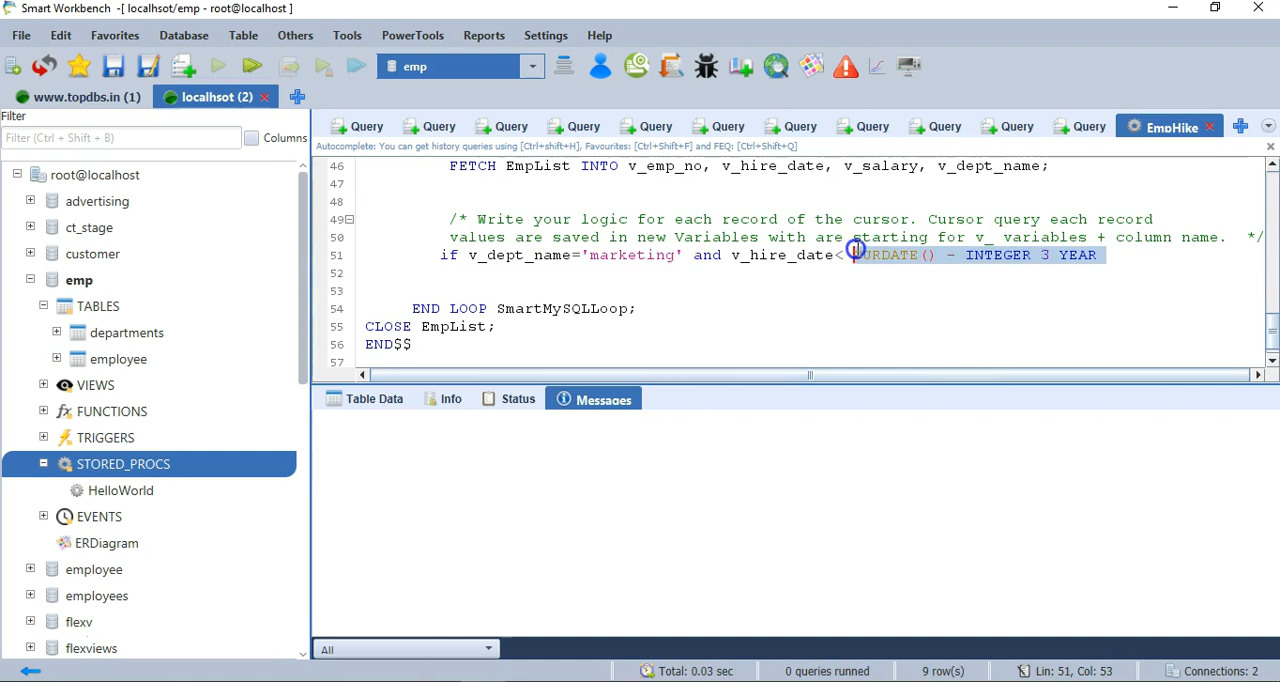 Smart Workbench -[ localhsot/emp - root@localhost ]
File Edit Favorites Database Table Others Tools PowerTools Reports Settings Help
emp
www.topdbs.in (1) localhsot (2)
Filter
Filter (Ctrl + Shift + B) Columns
root@localhost
advertising
ct_stage
customer
emp
TABLES
departments
employee
VIEWS
FUNCTIONS
TRIGGERS
STORED_PROCS
HelloWorld
EVENTS
ERDiagram
employee
employees
flexv
flexviews
Query Query Query Query Query Query Query Query Query Query Query EmpHike
Autocomplete: You can get history queries using [Ctrl+shift+H], Favourites: [Ctrl+Shift+F] and FEQ: [Ctrl+Shift+Q]
46 FETCH EmpList INTO v_emp_no, v_hire_date, v_salary, v_dept_name;
47
48
49 /* Write your logic for each record of the cursor. Cursor query each record
50 values are saved in new Variables with are starting for v_ variables + column name. */
51 if v_dept_name='marketing' and v_hire_date< CURDATE() - INTEGER 3 YEAR
52
53
54 END LOOP SmartMySQLLoop;
55 CLOSE EmpList;
56 END$$
57
Table Data Info Status Messages
All
Total: 0.03 sec 0 queries runned 9 row(s) Lin: 51, Col: 53 Connections: 2